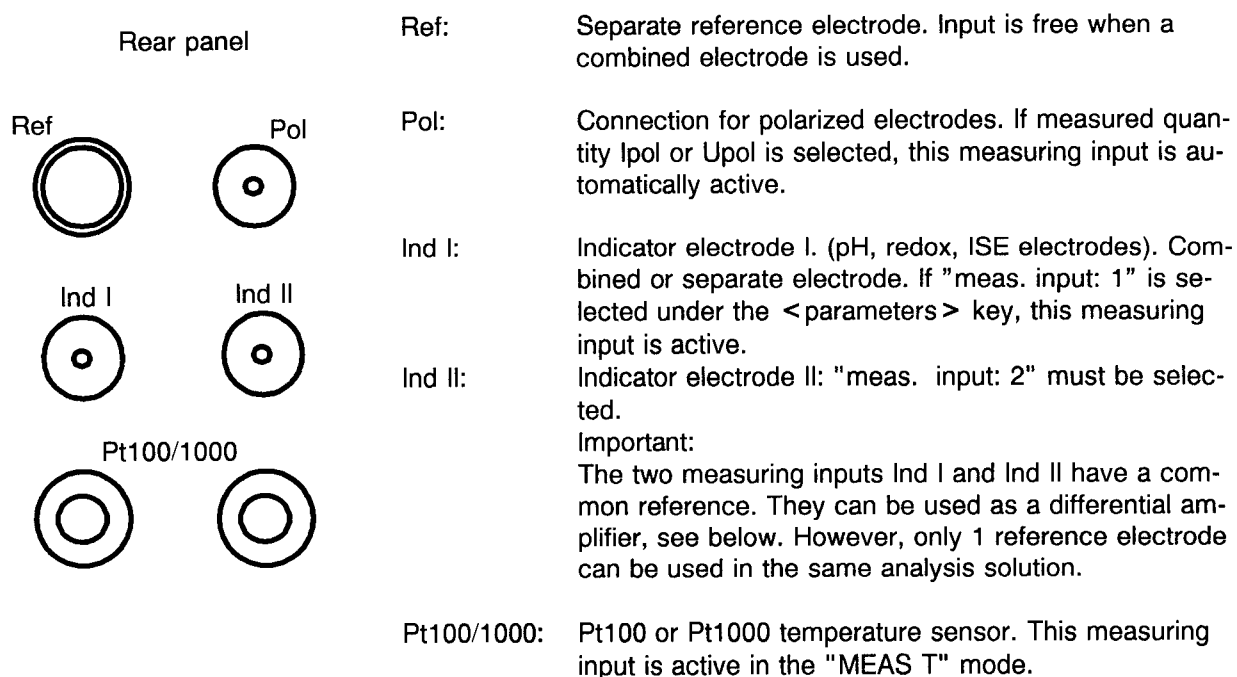 Rear panel
Ref
Pol
Ind I
Ind II
Pt100/1000
Ref: Separate reference electrode. Input is free when a
combined electrode is used.
Pol: Connection for polarized electrodes. If measured quan-
tity Ipol or Upol is selected, this measuring input is au-
tomatically active.
Ind I: Indicator electrode I. (pH, redox, ISE electrodes). Com-
bined or separate electrode. If "meas. input: 1" is se-
lected under the <parameters> key, this measuring
input is active.
Ind II: Indicator electrode II: "meas. input: 2" must be selec-
ted.
Important:
The two measuring inputs Ind I and Ind II have a com-
mon reference. They can be used as a differential am-
plifier, see below. However, only 1 reference electrode
can be used in the same analysis solution.
Pt100/1000: Pt100 or Pt1000 temperature sensor. This measuring
input is active in the "MEAS T" mode.